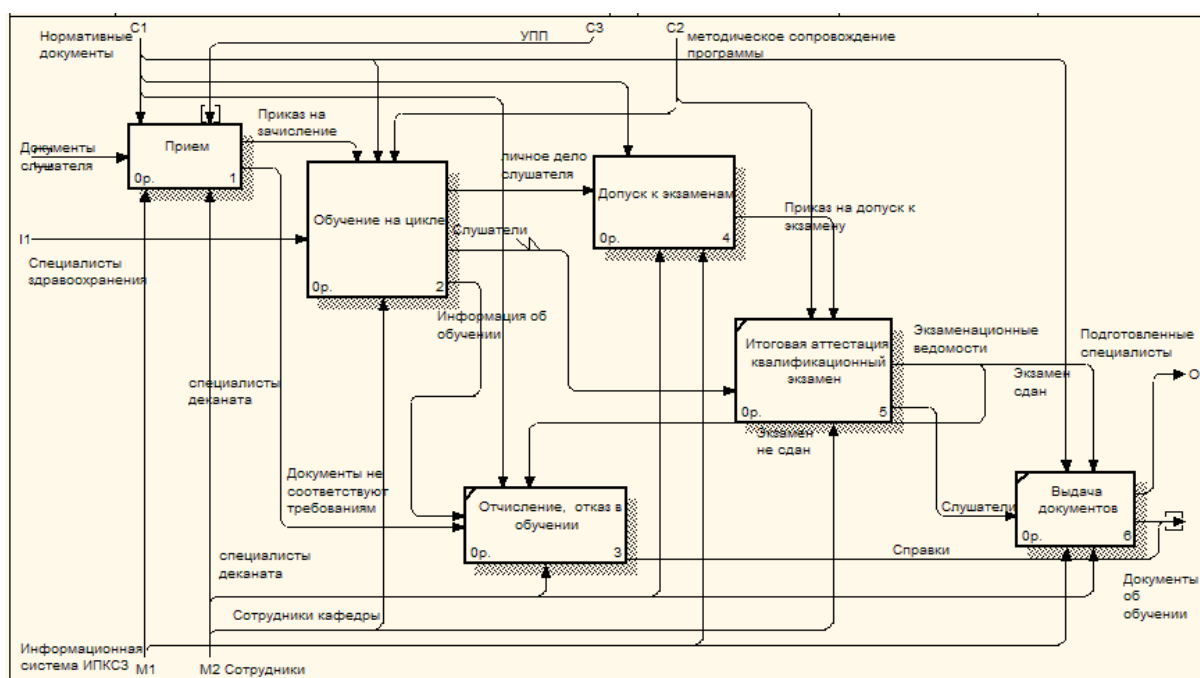 C1
C3
C2
Нормативные
документы
УПП
методическое сопровождение
программы
Приказ на
зачисление
Документы
слушателя
Прием
0р.
1
личное дело
слушателя
Допуск к экзаменам
0р.
4
Обучение на цикле
0р.
2
Слушатели
Приказ на допуск к
экзамену
I1
Специалисты
здравоохранения
Информация об
обучении
Итоговая аттестация
квалификационный
экзамен
0р.
5
Экзаменационные
ведомости
Подготовленные
специалисты
Экзамен
сдан
O
специалисты
деканата
Экзамен
не сдан
Документы не
соответствуют
требованиям
Отчисление, отказ в
обучении
0р.
3
Слушатели
Выдача
документов
0р.
6
специалисты
деканата
Справки
Документы
об
обучении
Сотрудники кафедры
Информационная
система ИПКСЗ
M1
M2 Сотрудники